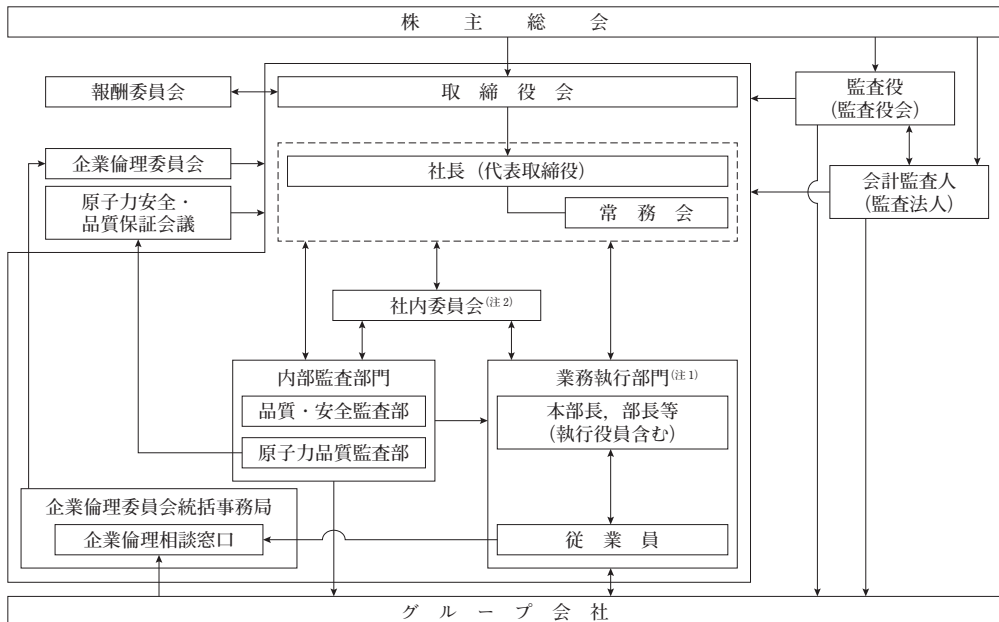 株主総会
報酬委員会
取締役会
監査役
(監査役会)
企業倫理委員会
社長(代表取締役)
会計監査人
(監査法人)
原子力安全・
品質保証会議
常務会
社内委員会(注2)
内部監査部門
業務執行部門(注1)
品質・安全監査部
本部長,部長等
(執行役員含む)
原子力品質監査部
企業倫理委員会統括事務局
企業倫理相談窓口
従業員
グループ会社